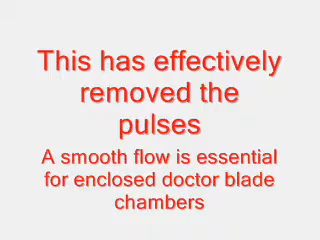 This has effectively
removed the
pulses
A smooth flow is essential
for enclosed doctor blade
chambers